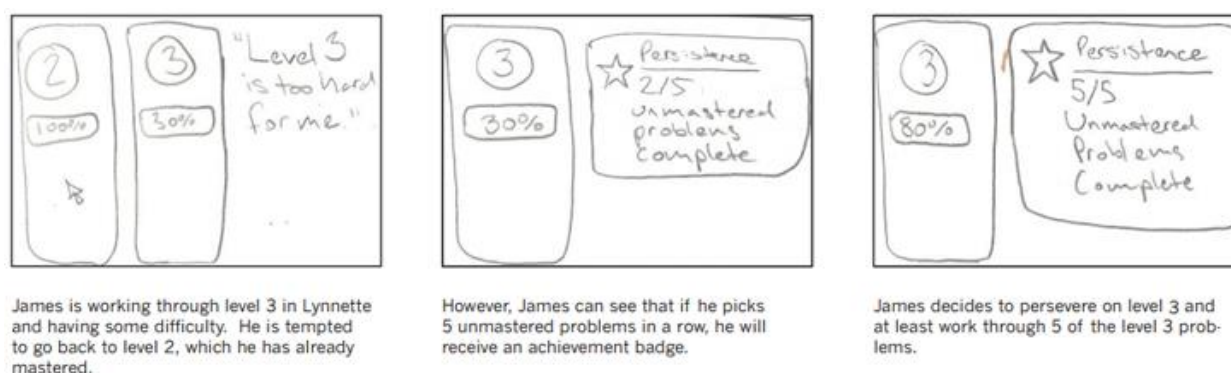 2
100%
3
30%
"Level 3
is too hard
for me."
3
30%
Persistence
2/5
Unmastered
problems
Complete
3
80%
Persistence
5/5
Unmastered
Problems
Complete
James is working through level 3 in Lynnette
and having some difficulty. He is tempted
to go back to level 2, which he has already
mastered.
However, James can see that if he picks
5 unmastered problems in a row, he will
receive an achievement badge.
James decides to persevere on level 3 and
at least work through 5 of the level 3 prob-
lems.